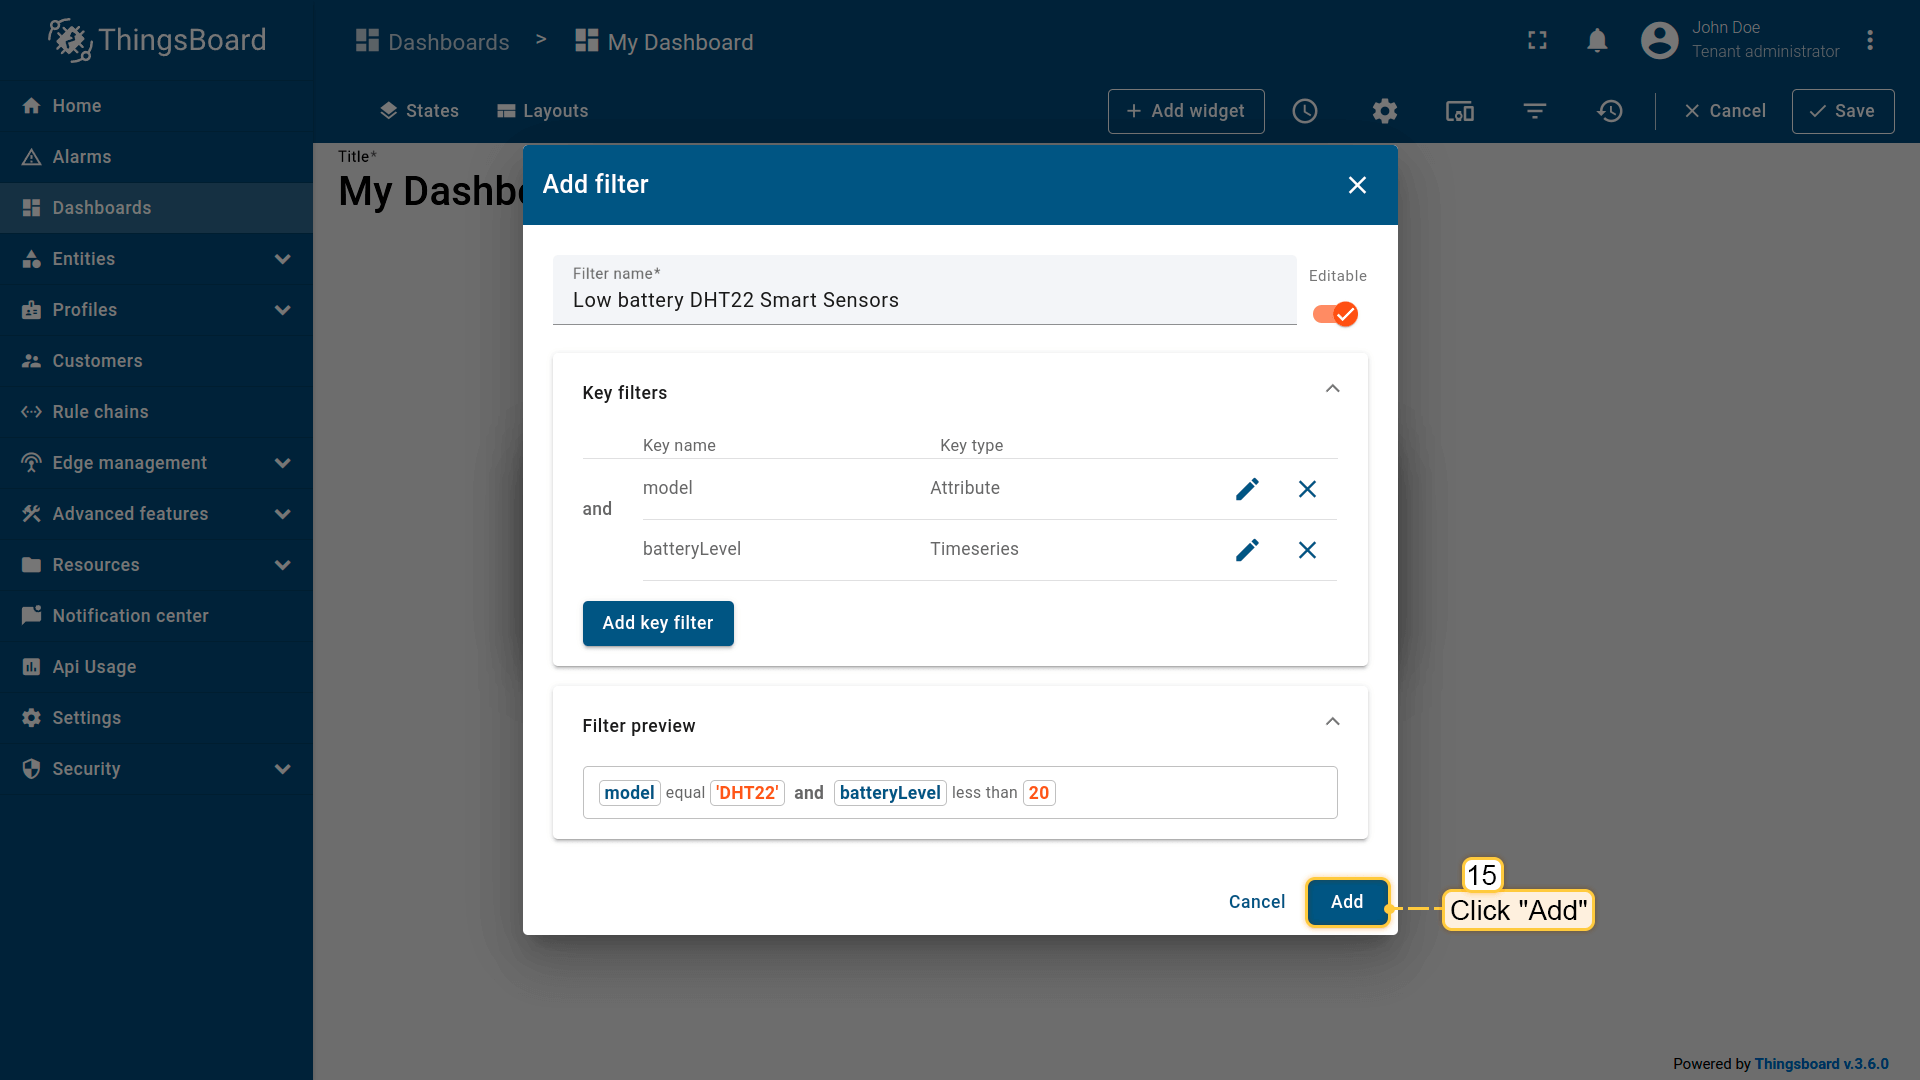 ThingsBoard
Dashboards > My Dashboard
John Doe
Tenant administrator
Home
Alarms
Dashboards
Entities
Profiles
Customers
Rule chains
Edge management
Advanced features
Resources
Notification center
Api Usage
Settings
Security
States Layouts
+ Add widget
Cancel
Save
Title*
My Dashb
Add filter
Filter name*
Low battery DHT22 Smart Sensors
Editable
Key filters
Key name Key type
model Attribute
and
batteryLevel Timeseries
Add key filter
Filter preview
model equal 'DHT22' and batteryLevel less than 20
Cancel Add
15
Click "Add"
Powered by Thingsboard v.3.6.0